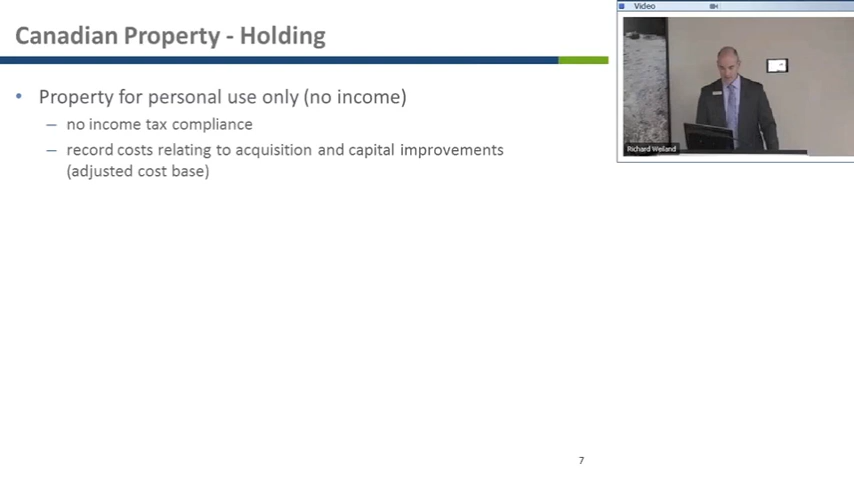 Canadian Property - Holding
Video
• Property for personal use only (no income)
– no income tax compliance
– record costs relating to acquisition and capital improvements
(adjusted cost base)
Richard Weiland
7